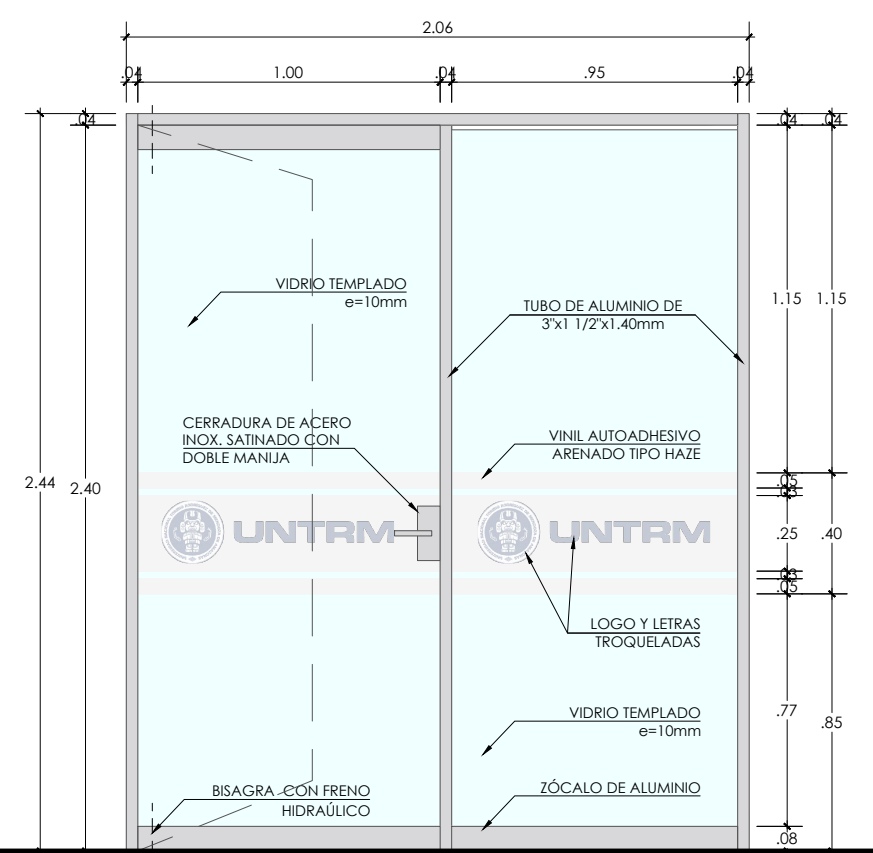 2.06
.04
1.00
.04
.95
.04
.04
.04
.04
VIDRIO TEMPLADO
e=10mm
TUBO DE ALUMINIO DE
3"x1 1/2"x1.40mm
1.15
1.15
CERRADURA DE ACERO
INOX. SATINADO CON
DOBLE MANIJA
VINIL AUTOADHESIVO
ARENADO TIPO HAZE
2.44
2.40
.05
.03
.25
.40
.03
.05
UNTRM
UNTRM
LOGO Y LETRAS
TROQUELADAS
VIDRIO TEMPLADO
e=10mm
.77
.85
BISAGRA CON FRENO
HIDRAÚLICO
ZÓCALO DE ALUMINIO
.08